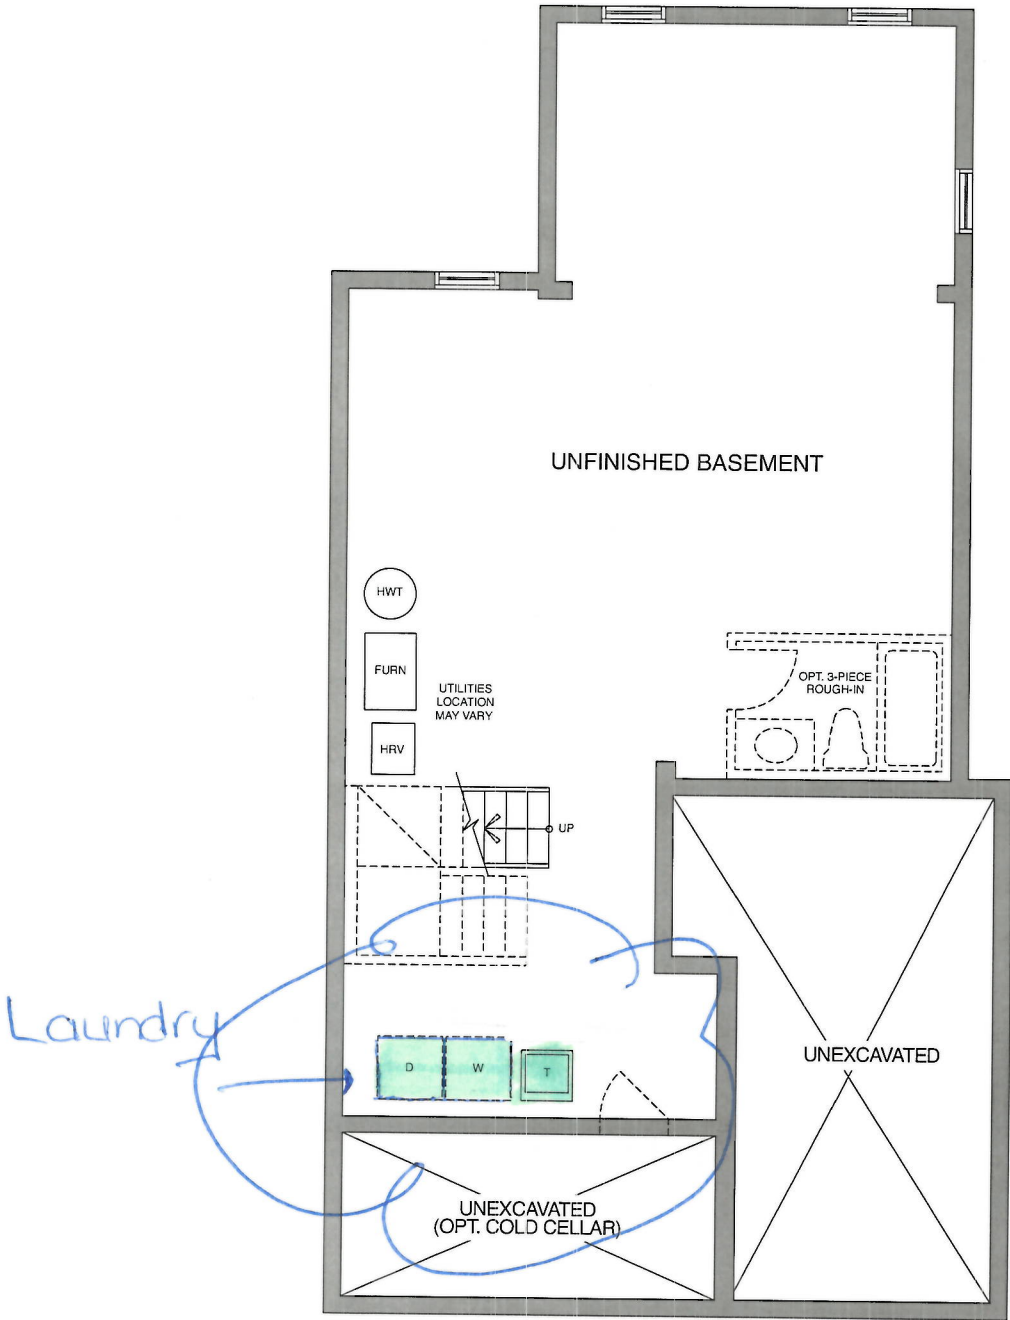 UNFINISHED BASEMENT
HWT
FURN
UTILITIES
LOCATION
MAY VARY
HRV
OPT. 3-PIECE
ROUGH-IN
UP
Laundry
D
W
T
UNEXCAVATED
UNEXCAVATED
(OPT. COLD CELLAR)